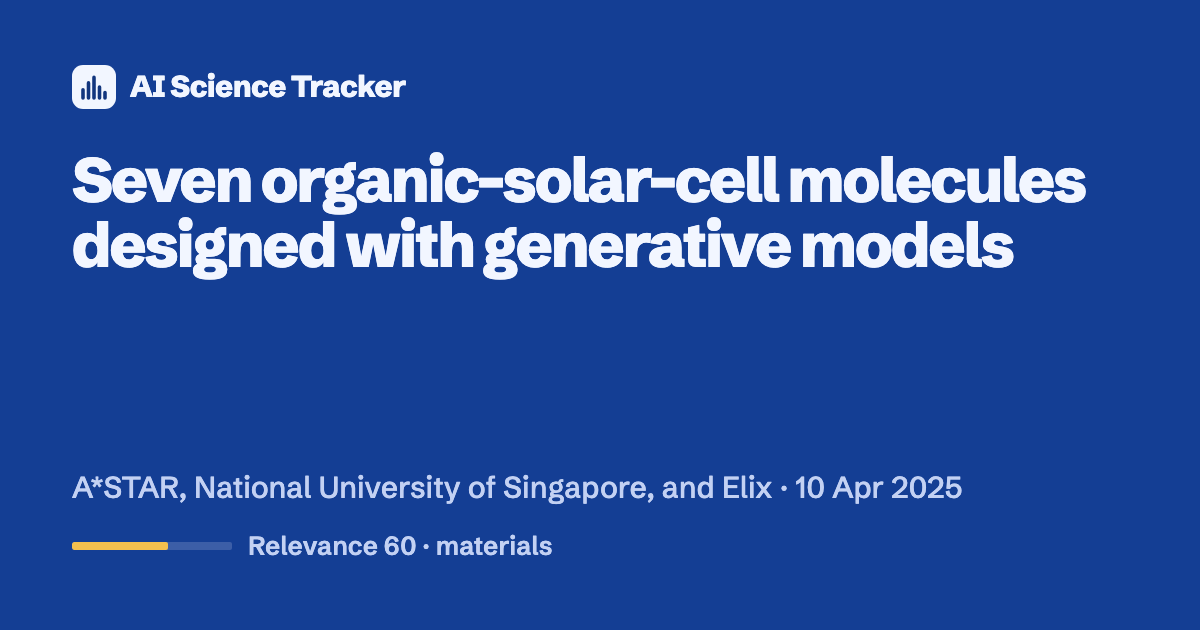 AI Science Tracker
Seven organic-solar-cell molecules
designed with generative models
A*STAR, National University of Singapore, and Elix · 10 Apr 2025
Relevance 60 · materials